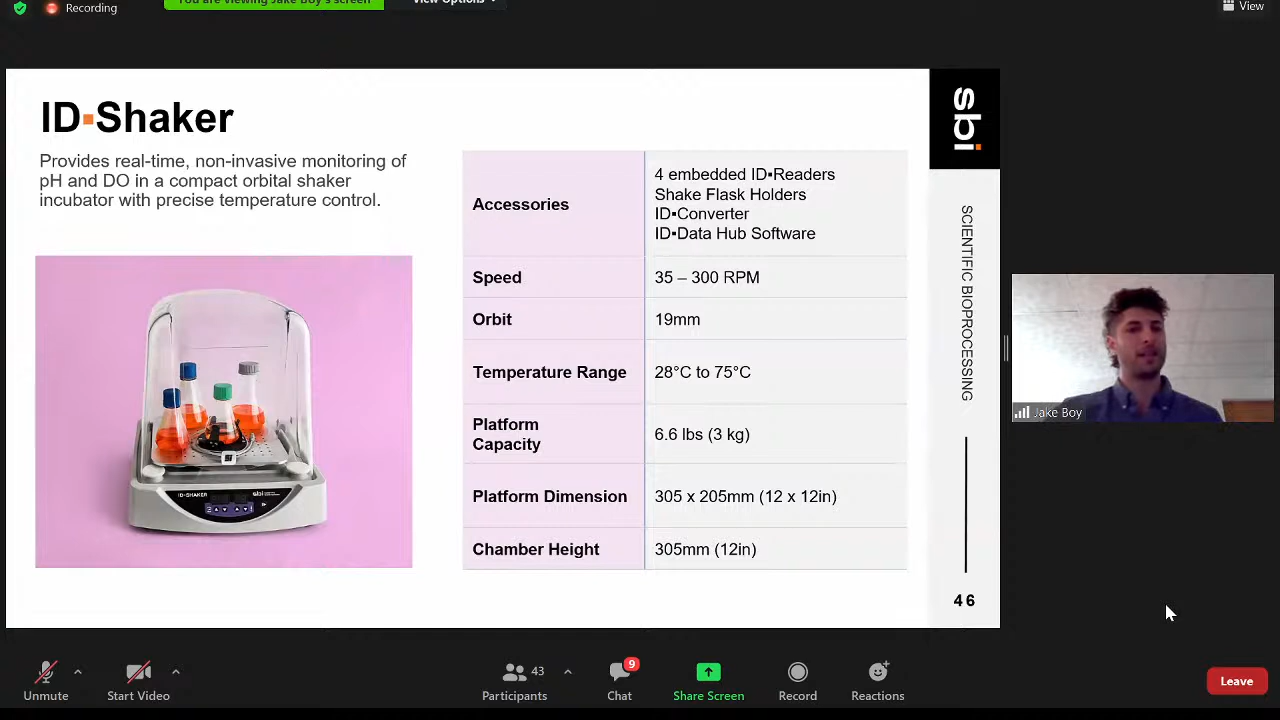 Recording
You are viewing Jake Boy's screen
View Options
View
ID▪Shaker
Provides real-time, non-invasive monitoring of
pH and DO in a compact orbital shaker
incubator with precise temperature control.
ID-SHAKER
sbi
Accessories
4 embedded ID▪Readers
Shake Flask Holders
ID▪Converter
ID▪Data Hub Software
Speed
35 – 300 RPM
Orbit
19mm
Temperature Range
28°C to 75°C
Platform
Capacity
6.6 lbs (3 kg)
Platform Dimension
305 x 205mm (12 x 12in)
Chamber Height
305mm (12in)
sbi
SCIENTIFIC BIOPROCESSING
46
Jake Boy
Unmute
Start Video
43
Participants
9
Chat
Share Screen
Record
Reactions
Leave